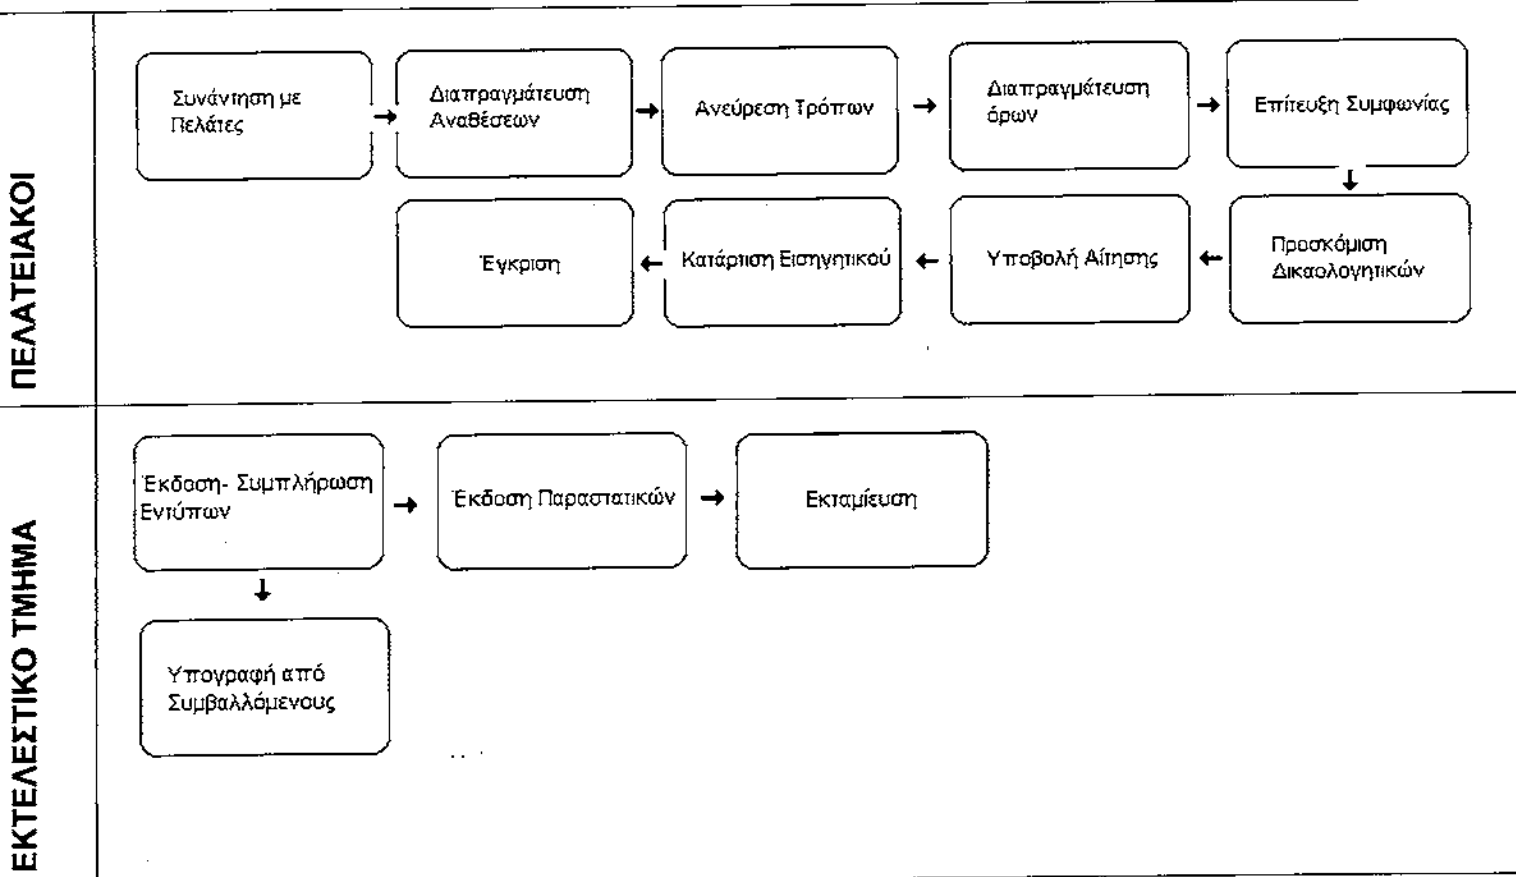 ΠΕΛΑΤΕΙΑΚΟΙ
Συνάντηση με
Πελάτες
Διαπραγμάτευση
Αναθέσεων
Ανεύρεση Τρόπων
Διαπραγμάτευση
όρων
Επίτευξη Συμφωνίας
Προσκόμιση
Δικαολογητικών
Υποβολή Αίτησης
Κατάρτιση Εισηγητικού
Έγκριση
ΕΚΤΕΛΕΣΤΙΚΟ ΤΜΗΜΑ
Έκδοση- Συμπλήρωση
Εντύπων
Έκδοση Παραστατικών
Εκταμίευση
Υπογραφή από
Συμβαλλόμενους